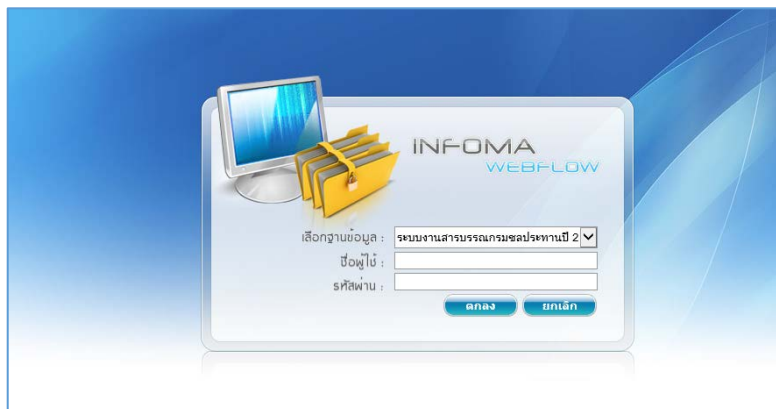 INFOMA
WEBFLOW
เลือกฐานข้อมูล : ระบบงานสารบรรณกรมชลประทานปี 2
ชื่อผู้ใช้ :
รหัสผ่าน :
ตกลง ยกเลิก